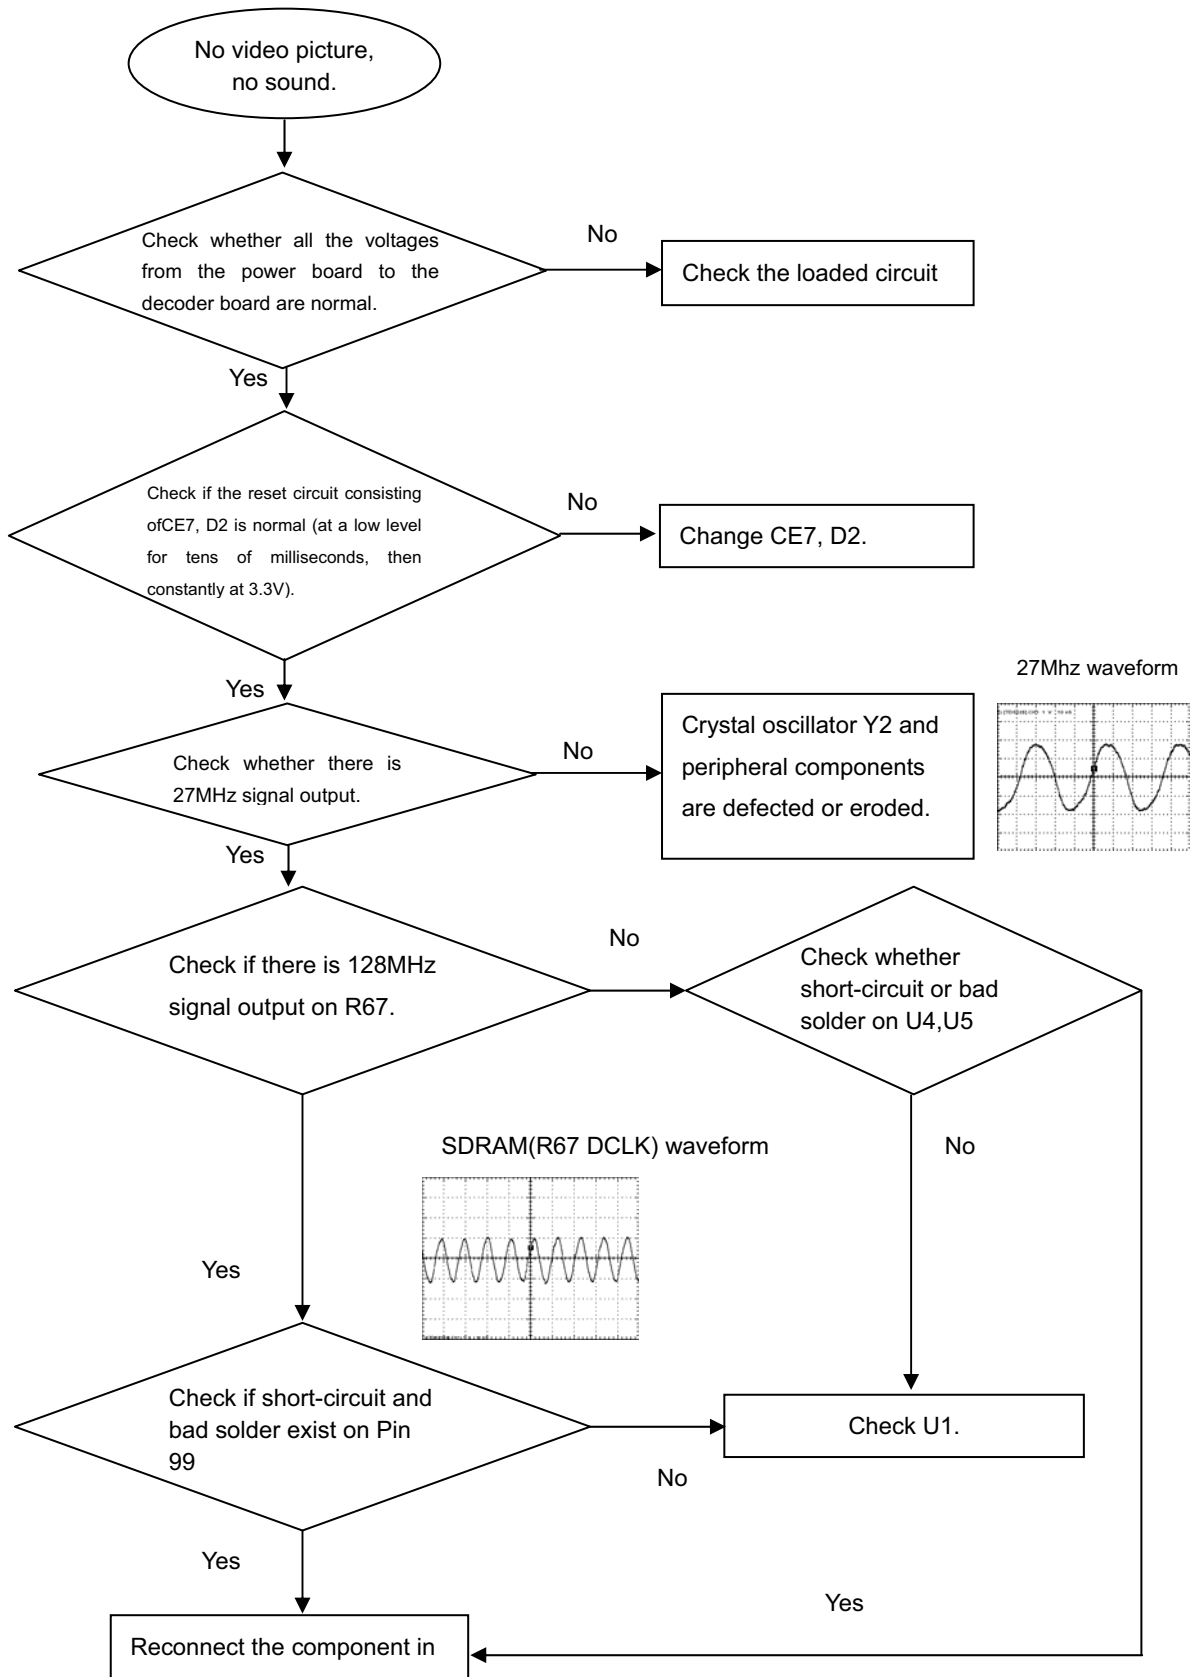 No video picture,
no sound.
Check whether all the voltages
from the power board to the
decoder board are normal.
No
Check the loaded circuit
Yes
Check if the reset circuit consisting
ofCE7, D2 is normal (at a low level
for tens of milliseconds, then
constantly at 3.3V).
No
Change CE7, D2.
Yes
27Mhz waveform
Check whether there is
27MHz signal output.
No
Crystal oscillator Y2 and
peripheral components
are defected or eroded.
Yes
Check if there is 128MHz
signal output on R67.
No
Check whether
short-circuit or bad
solder on U4,U5
No
SDRAM(R67 DCLK) waveform
Yes
Check if short-circuit and
bad solder exist on Pin
99
No
Check U1.
Yes
Yes
Reconnect the component in